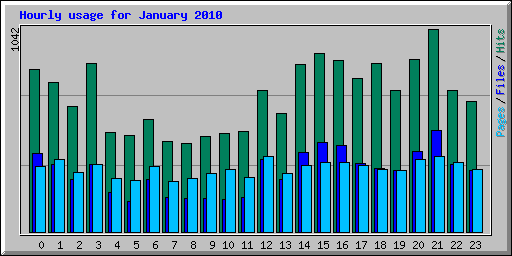 Hourly usage for January 2010
1042
Pages / Files / Hits
0 1 2 3 4 5 6 7 8 9 10 11 12 13 14 15 16 17 18 19 20 21 22 23